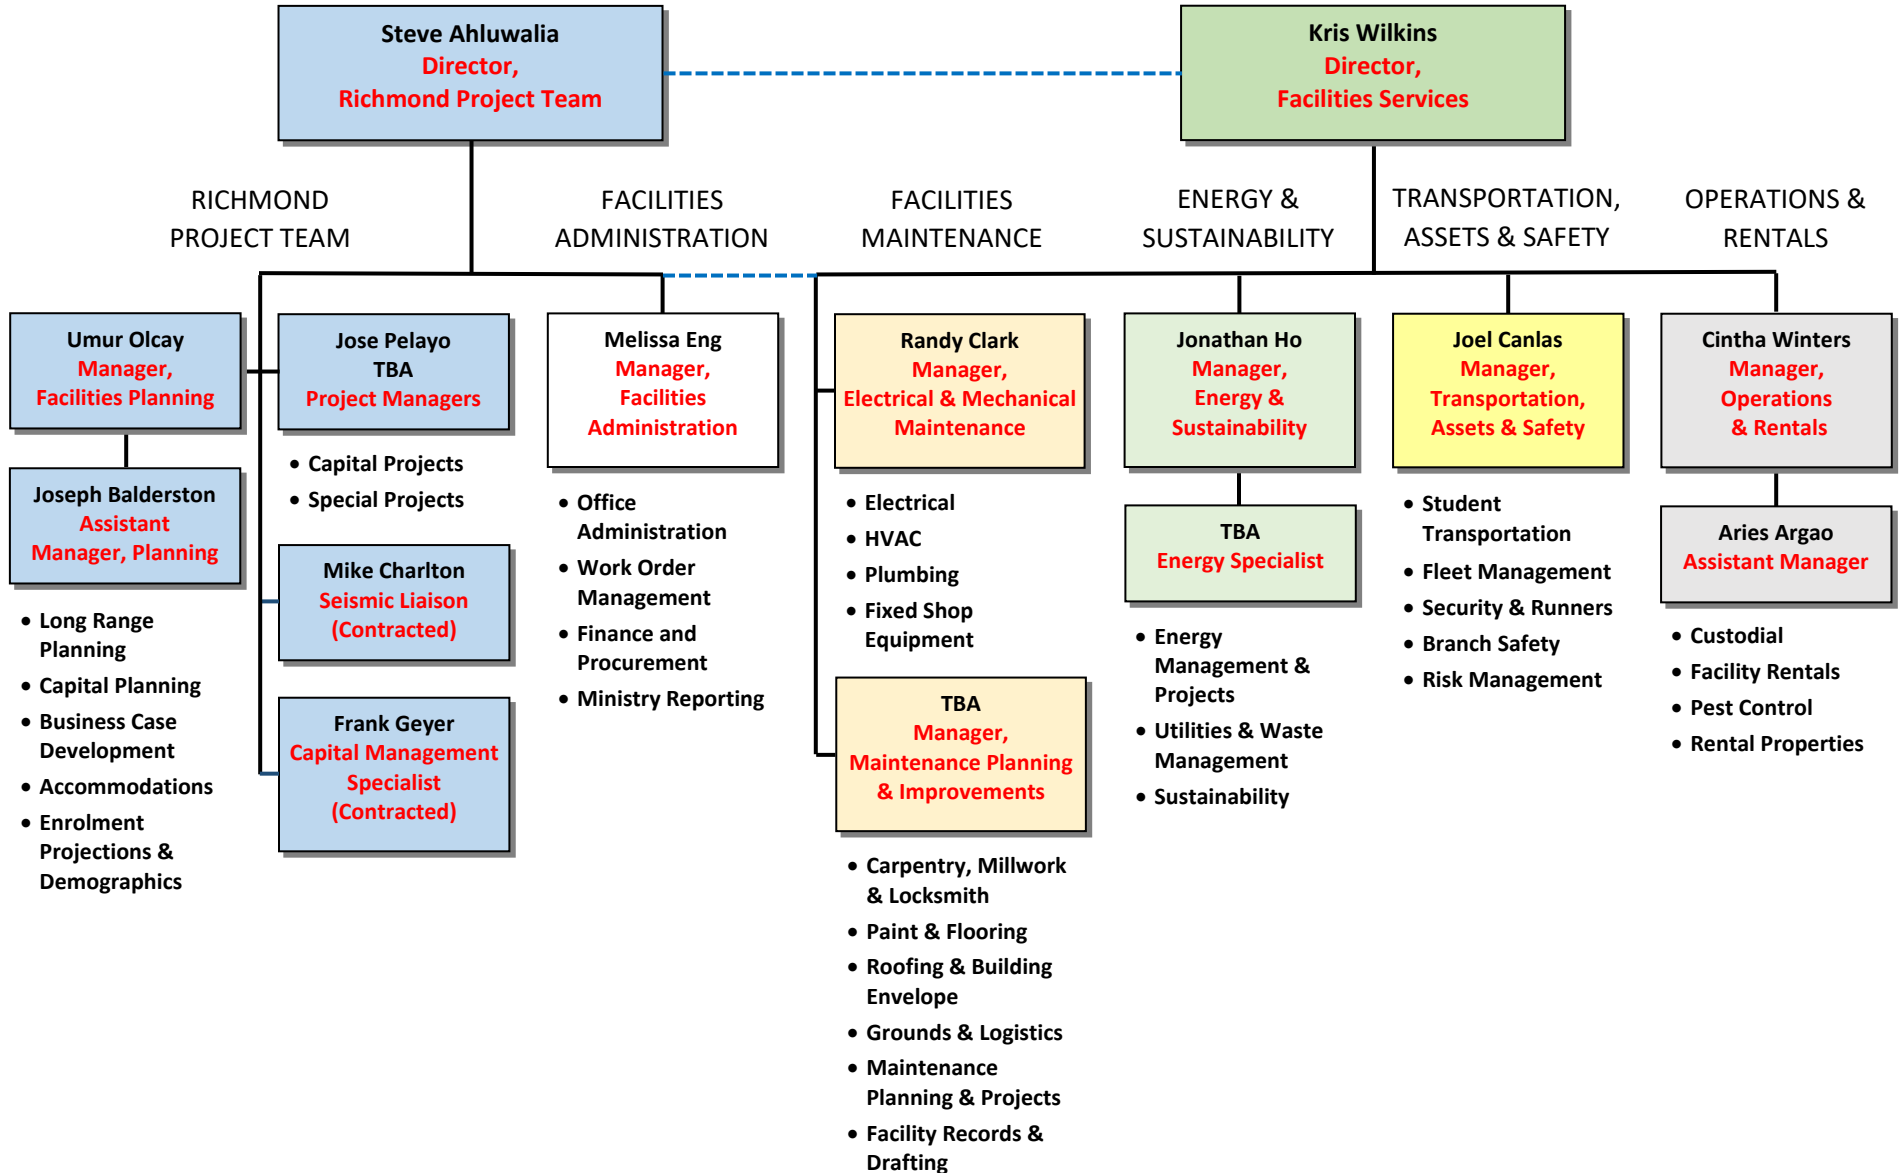 Steve Ahluwalia
Director,
Richmond Project Team
Kris Wilkins
Director,
Facilities Services
RICHMOND
PROJECT TEAM
FACILITIES
ADMINISTRATION
FACILITIES
MAINTENANCE
ENERGY &
SUSTAINABILITY
TRANSPORTATION,
ASSETS & SAFETY
OPERATIONS &
RENTALS
Umur Olcay
Manager,
Facilities Planning
Joseph Balderston
Assistant
Manager, Planning
• Long Range
Planning
• Capital Planning
• Business Case
Development
• Accommodations
• Enrolment
Projections &
Demographics
Jose Pelayo
TBA
Project Managers
• Capital Projects
• Special Projects
Mike Charlton
Seismic Liaison
(Contracted)
Frank Geyer
Capital Management
Specialist
(Contracted)
Melissa Eng
Manager,
Facilities
Administration
• Office
Administration
• Work Order
Management
• Finance and
Procurement
• Ministry Reporting
Randy Clark
Manager,
Electrical & Mechanical
Maintenance
• Electrical
• HVAC
• Plumbing
• Fixed Shop
Equipment
TBA
Manager,
Maintenance Planning
& Improvements
• Carpentry, Millwork
& Locksmith
• Paint & Flooring
• Roofing & Building
Envelope
• Grounds & Logistics
• Maintenance
Planning & Projects
• Facility Records &
Drafting
Jonathan Ho
Manager,
Energy &
Sustainability
TBA
Energy Specialist
• Energy
Management &
Projects
• Utilities & Waste
Management
• Sustainability
Joel Canlas
Manager,
Transportation,
Assets & Safety
• Student
Transportation
• Fleet Management
• Security & Runners
• Branch Safety
• Risk Management
Cintha Winters
Manager,
Operations
& Rentals
Aries Argao
Assistant Manager
• Custodial
• Facility Rentals
• Pest Control
• Rental Properties